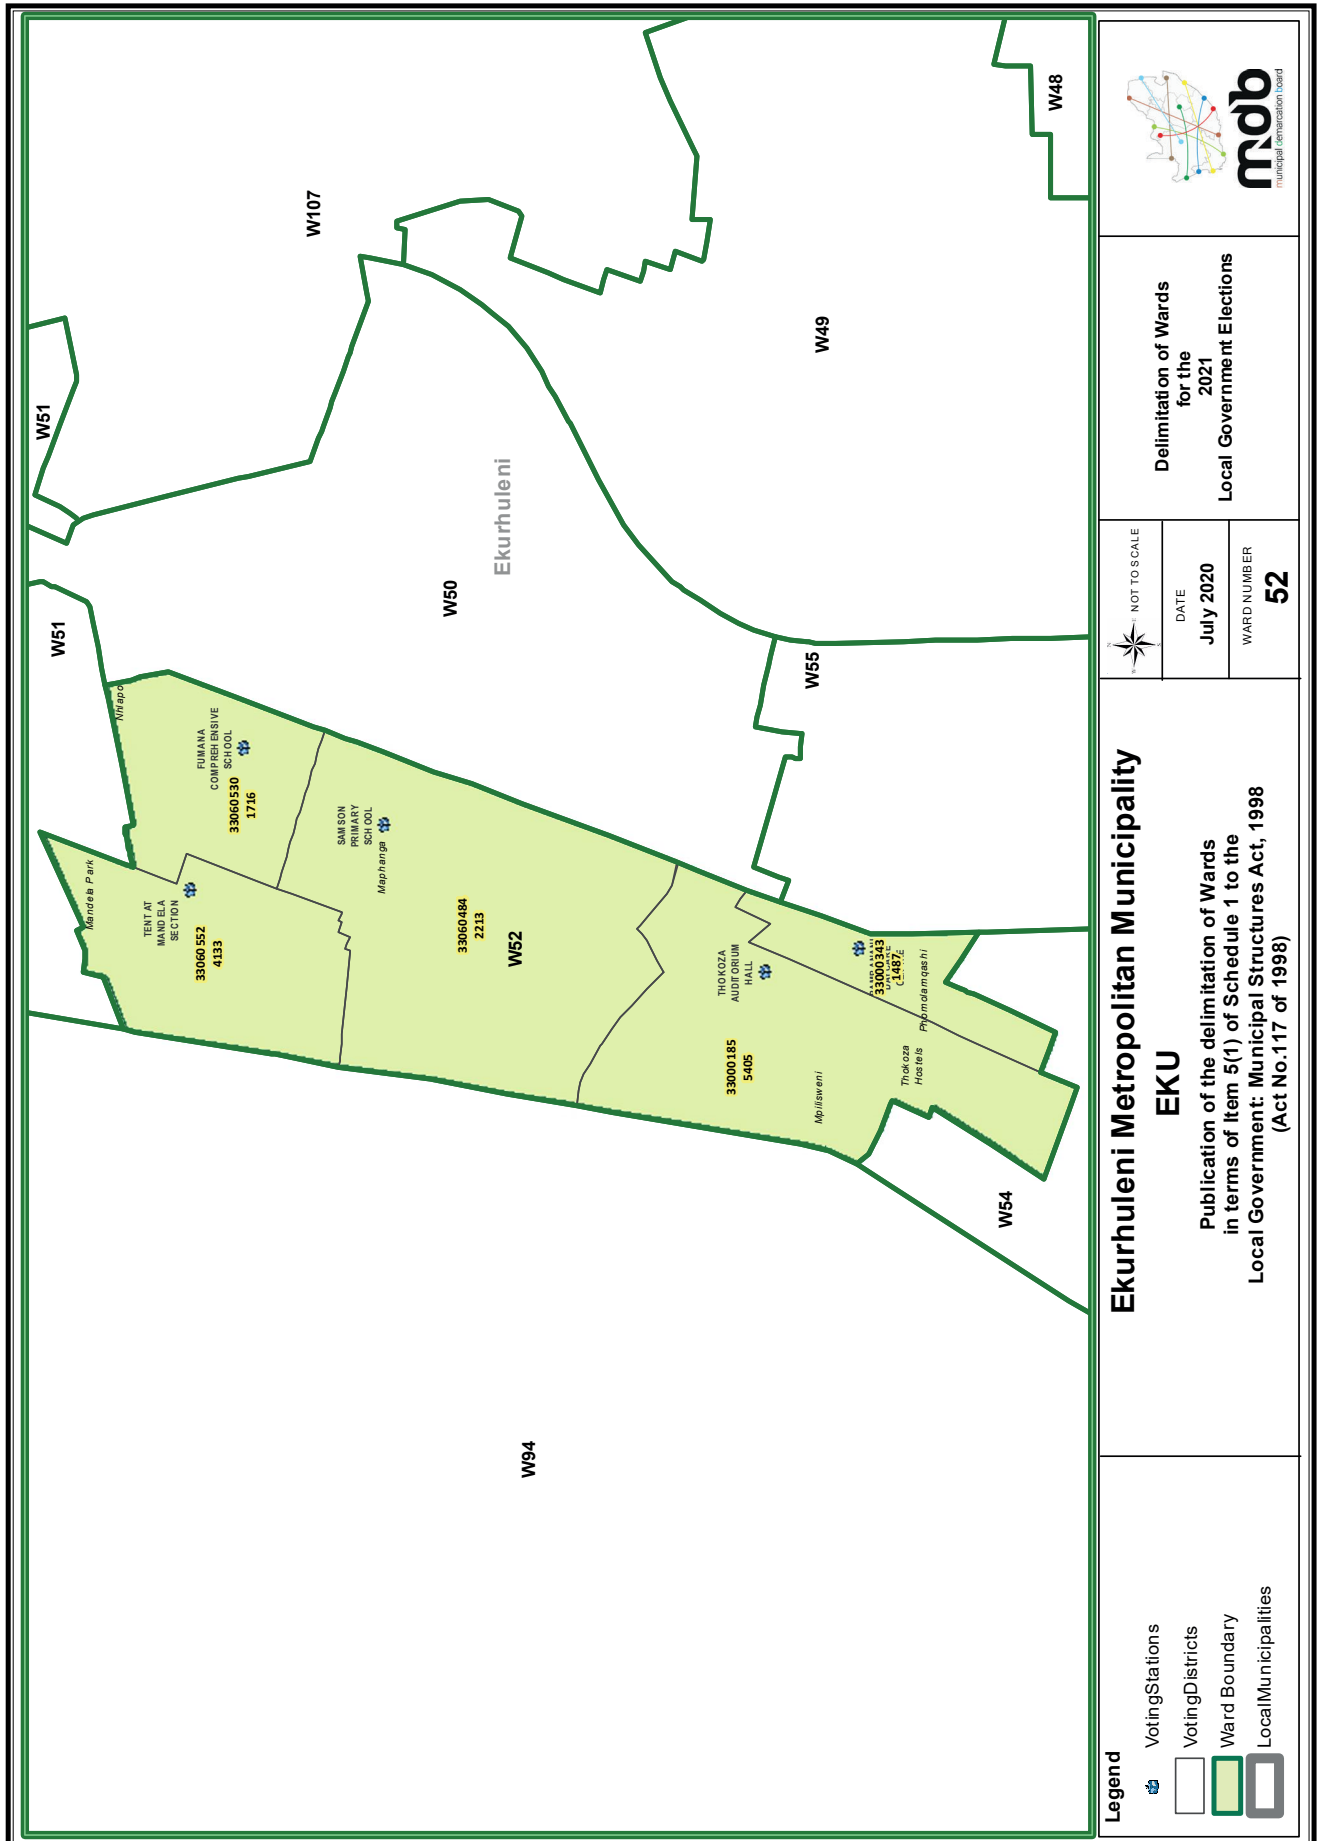 W51
W51
W107
W48
W49
W50
Ekurhuleni
W55
W52
W94
W54
Nhlapo
FUMANA
COMPREHENSIVE
SCHOOL
33060530
1716
Mandela Park
TENT AT
MANDELA
SECTION
33060552
4133
SAMSON
PRIMARY
SCHOOL
Maphanga
33060484
2213
THOKOZA
AUDITORIUM
HALL
33000185
5405
Mpilisweni
33000343
1487
Phomolamqashi
Thokoza
Hostels
Legend
VotingStations
VotingDistricts
Ward Boundary
LocalMunicipalities
Ekurhuleni Metropolitan Municipality
EKU
Publication of the delimitation of Wards
in terms of Item 5(1) of Schedule 1 to the
Local Government: Municipal Structures Act, 1998
(Act No.117 of 1998)
N
E
S
W
NOT TO SCALE
DATE
July 2020
WARD NUMBER
52
Delimitation of Wards
for the
2021
Local Government Elections
mdb
municipal demarcation board